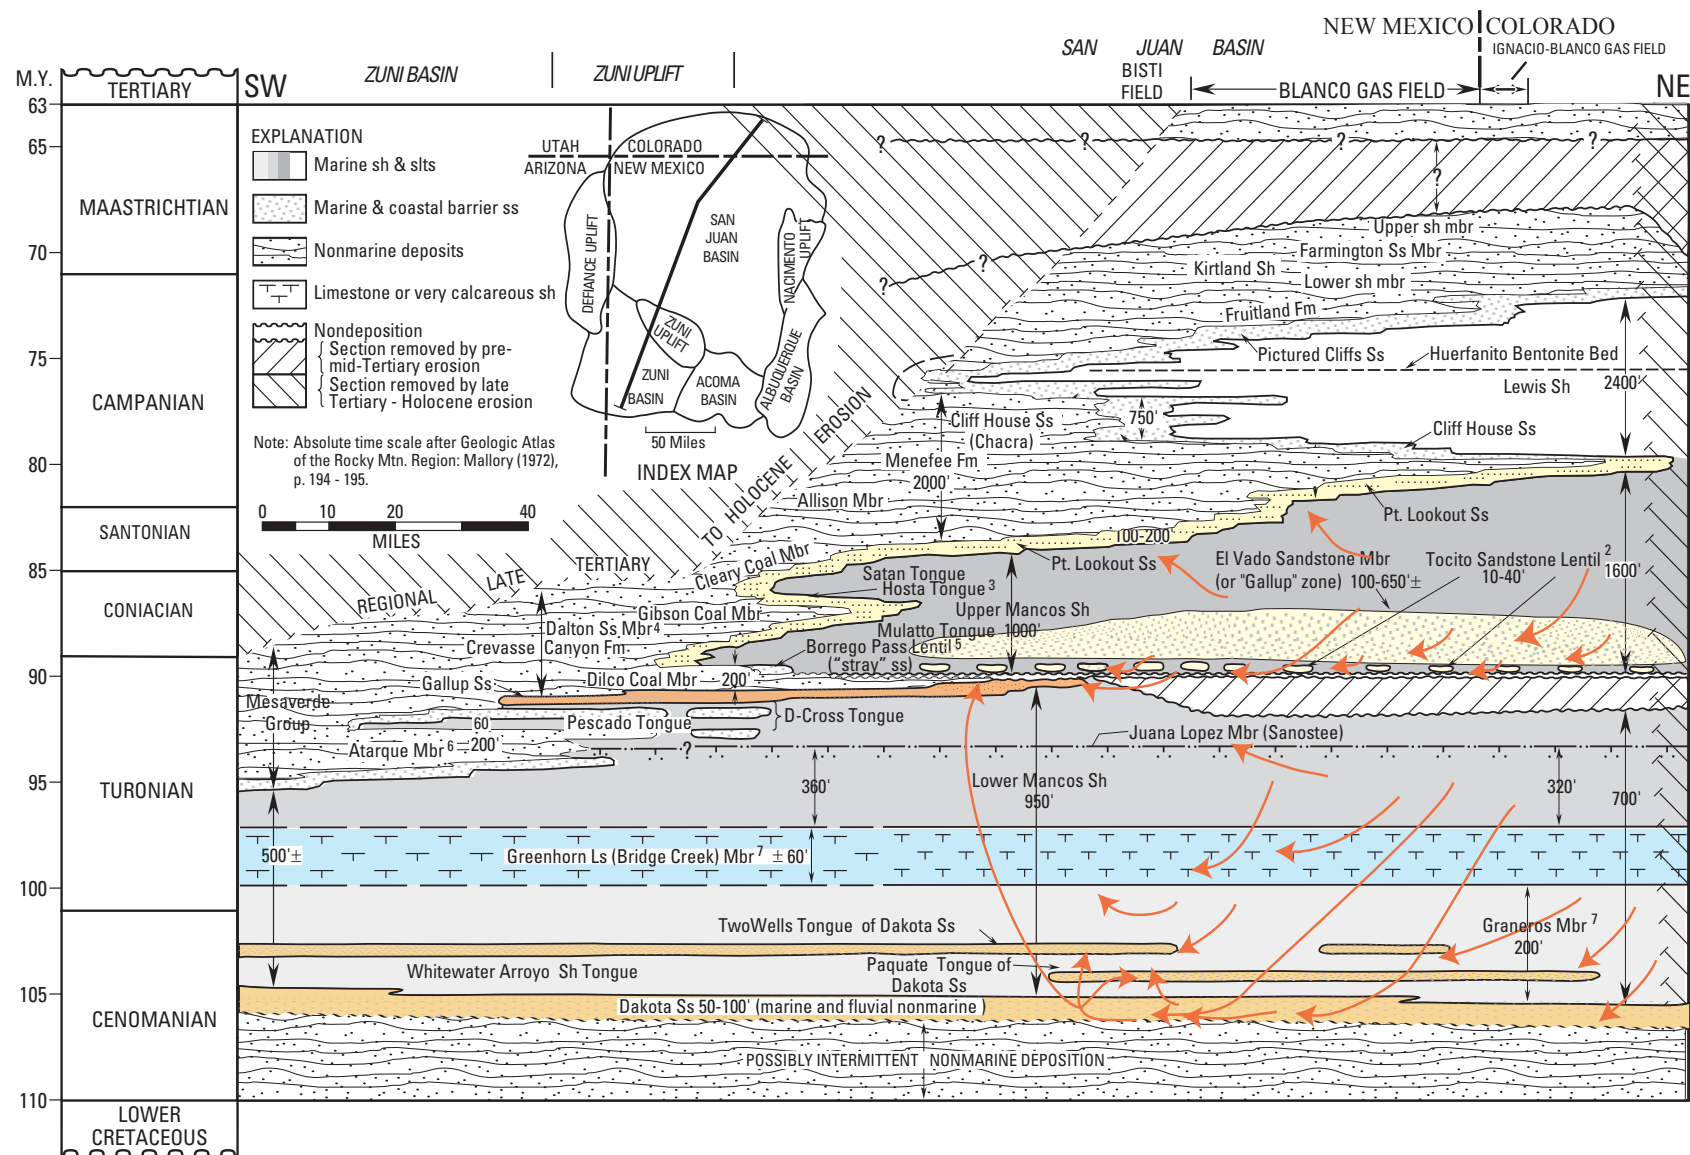 NEW MEXICO COLORADO
SAN JUAN BASIN
IGNACIO-BLANCO GAS FIELD
M.Y.
TERTIARY
SW
ZUNI BASIN
ZUNI UPLIFT
BISTI
FIELD
BLANCO GAS FIELD
NE
63
65
70
75
80
85
90
95
100
105
110
MAASTRICHTIAN
CAMPANIAN
SANTONIAN
CONIACIAN
TURONIAN
CENOMANIAN
LOWER
CRETACEOUS
EXPLANATION
Marine sh & slts
Marine & coastal barrier ss
Nonmarine deposits
Limestone or very calcareous sh
Nondeposition
Section removed by pre-
mid-Tertiary erosion
Section removed by late
Tertiary - Holocene erosion
Note: Absolute time scale after Geologic Atlas
of the Rocky Mtn. Region: Mallory (1972),
p. 194 - 195.
0 10 20 40
MILES
UTAH COLORADO
ARIZONA NEW MEXICO
DEFIANCE UPLIFT
SAN
JUAN
BASIN
NACIMENTO
UPLIFT
ZUNI
UPLIFT
ZUNI
BASIN
ACOMA
BASIN
ALBUQUERQUE
BASIN
50 Miles
INDEX MAP
REGIONAL LATE TERTIARY TO HOLOCENE EROSION
? ? ? ?
?
? ?
Upper sh mbr
Farmington Ss Mbr
Kirtland Sh
Lower sh mbr
Fruitland Fm
Pictured Cliffs Ss
Huerfanito Bentonite Bed
Lewis Sh
2400'
750'
Cliff House Ss
(Chacra)
Cliff House Ss
Menefee Fm
2000'
Allison Mbr
Pt. Lookout Ss
100-200'
Pt. Lookout Ss
Cleary Coal Mbr
El Vado Sandstone Mbr
(or "Gallup" zone) 100-650'±
Tocito Sandstone Lentil 2
10-40'
1600'
Satan Tongue
Hosta Tongue 3
Gibson Coal Mbr
Upper Mancos Sh
Dalton Ss Mbr 4
Mulatto Tongue 1000'
Crevasse Canyon Fm
Borrego Pass Lentil 5
("stray" ss)
Dilco Coal Mbr 200'
Gallup Ss
Mesaverde
Group
60
Pescado Tongue
D-Cross Tongue
Atarque Mbr 6 200'
?
Juana Lopez Mbr (Sanostee)
Lower Mancos Sh
360'
950'
320'
700'
500'±
Greenhorn Ls (Bridge Creek) Mbr 7 ± 60'
TwoWells Tongue of Dakota Ss
Graneros Mbr 7
200'
Whitewater Arroyo Sh Tongue
Paquate Tongue of
Dakota Ss
Dakota Ss 50-100' (marine and fluvial nonmarine)
POSSIBLY INTERMITTENT NONMARINE DEPOSITION